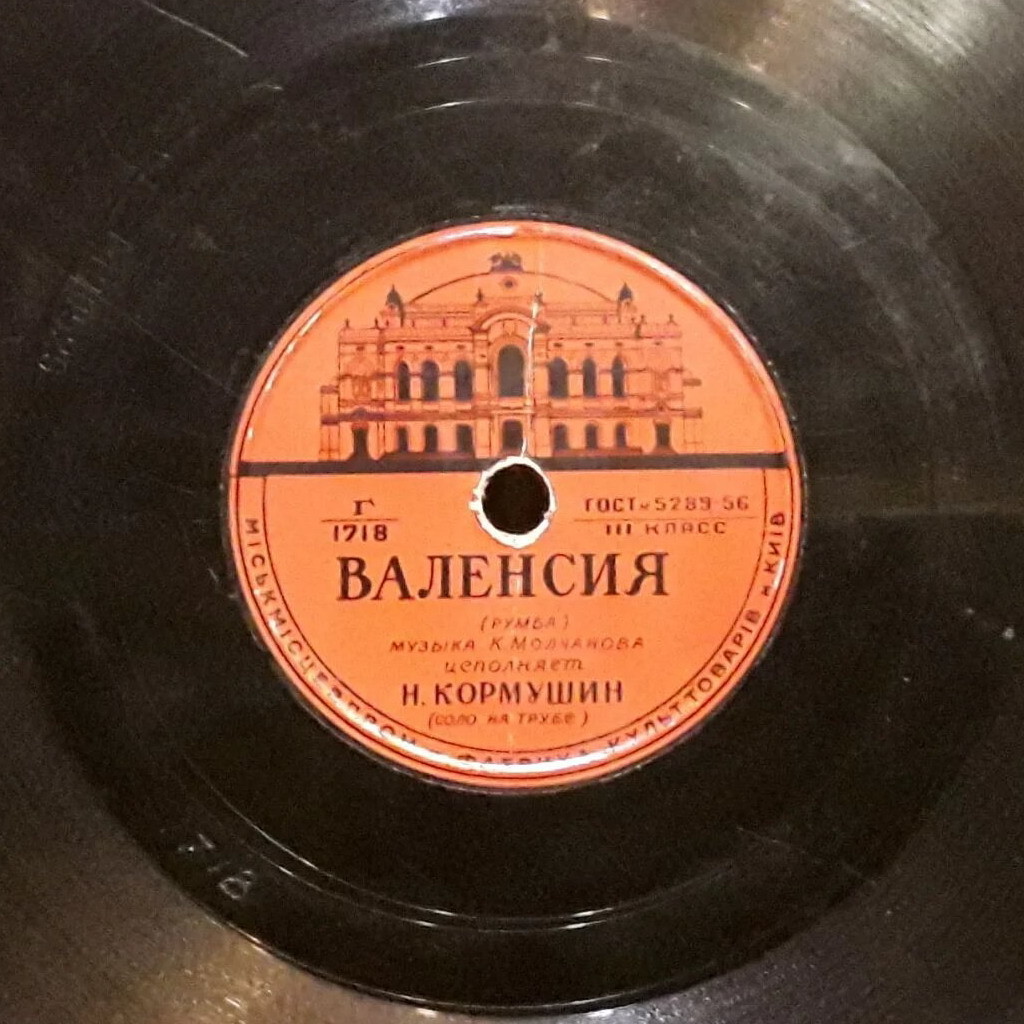 Г
1718
ГОСТ 5289-56
III КЛАСС
ВАЛЕНСИЯ
(РУМБА)
МУЗЫКА К. МОЛЧАНОВА
исполняет
Н. КОРМУШИН
(СОЛО НА ТРУБЕ)
МІСЬКМІСЦЕВПРОМ ФАБРИКА КУЛЬТТОВАРІВ м. КИЇВ